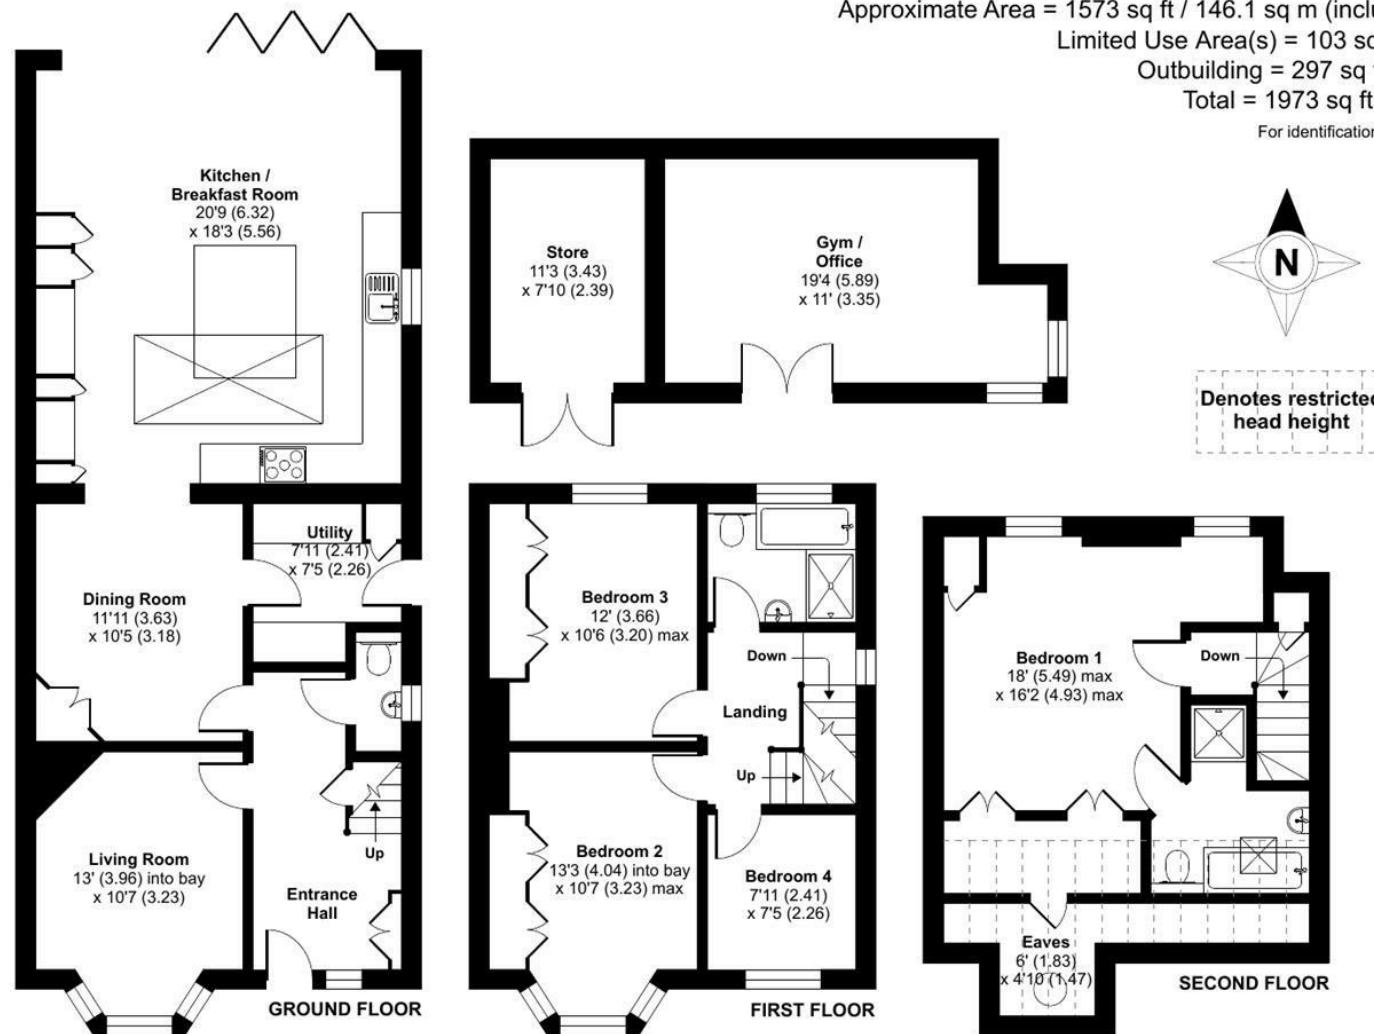 Approximate Area = 1573 sq ft / 146.1 sq m (inclu
Limited Use Area(s) = 103 sq
Outbuilding = 297 sq
Total = 1973 sq ft
For identification
Kitchen /
Breakfast Room
20'9 (6.32)
x 18'3 (5.56)
Store
11'3 (3.43)
x 7'10 (2.39)
Gym /
Office
19'4 (5.89)
x 11' (3.35)
N
Denotes restricted
head height
Utility
7'11 (2.41)
x 7'5 (2.26)
Dining Room
11'11 (3.63)
x 10'5 (3.18)
Living Room
13' (3.96) into bay
x 10'7 (3.23)
Up
Entrance
Hall
GROUND FLOOR
Bedroom 3
12' (3.66)
x 10'6 (3.20) max
Down
Landing
Up
Bedroom 2
13'3 (4.04) into bay
x 10'7 (3.23) max
Bedroom 4
7'11 (2.41)
x 7'5 (2.26)
FIRST FLOOR
Bedroom 1
18' (5.49) max
x 16'2 (4.93) max
Down
Eaves
6' (1.83)
x 4'10 (1.47)
SECOND FLOOR